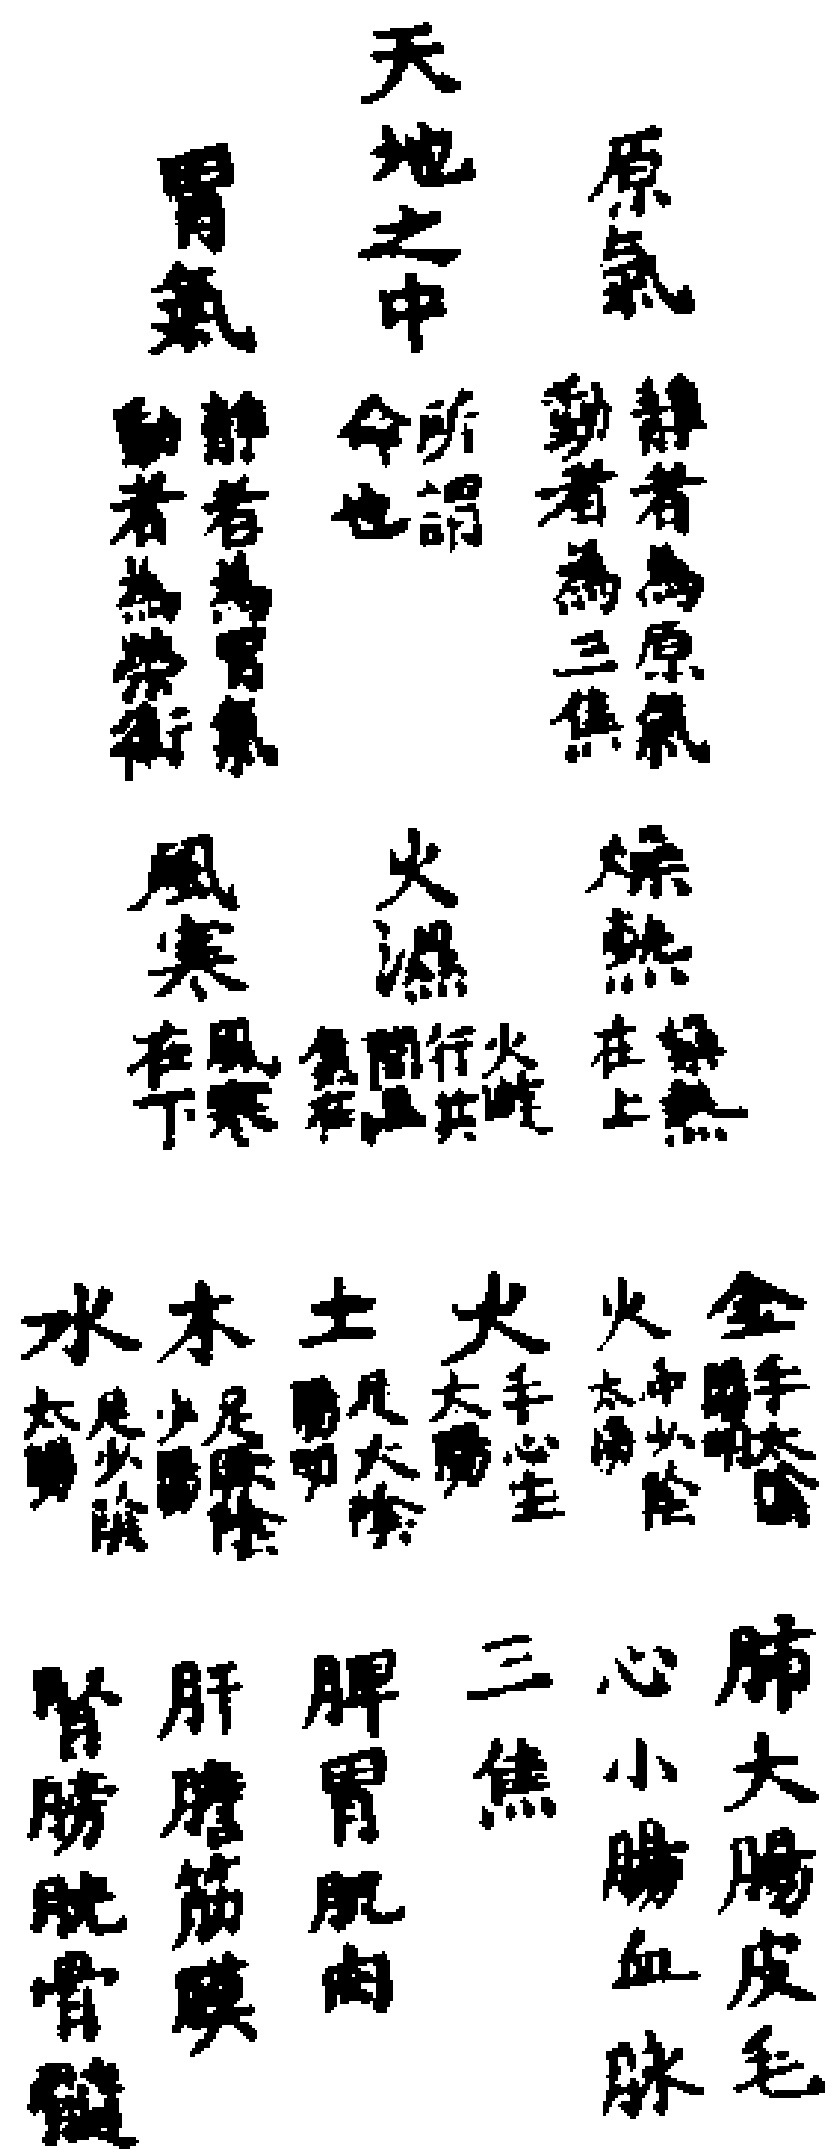 原氣
静者為原氣
動者為三焦
天地之中
所謂
命也
胃氣
静者為胃氣
動者為榮衛
燥熱
燥熱
在上
火濕
火
行其
間
氣在
風寒
風寒
在下
金
手太陰
陽明
火
手少陰
太陽
火
手心主
太陽
土
足太陰
陽明
木
足厥陰
少陽
水
足少陰
太陽
肺大腸皮毛
心小腸血脉
三焦
脾胃肌肉
肝膽筋膜
腎膀胱骨髓